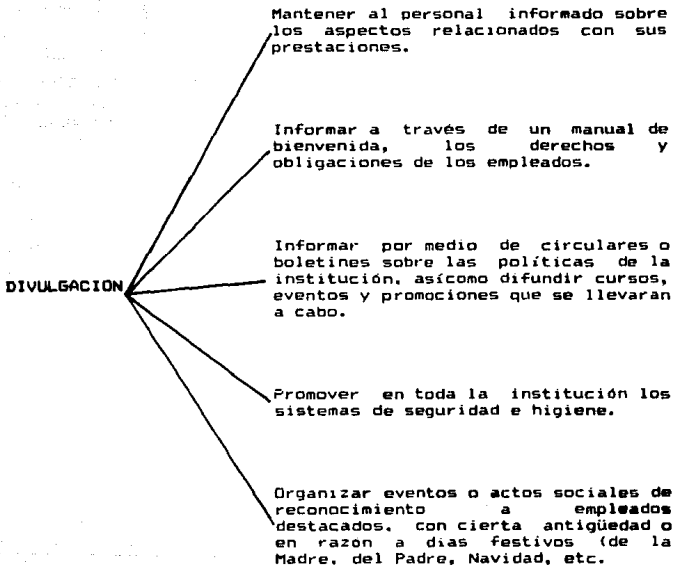 Mantener al personal informado sobre
los aspectos relacionados con sus
prestaciones.
Informar a través de un manual de
bienvenida, los derechos y
obligaciones de los empleados.
DIVULGACION
Informar por medio de circulares o
boletines sobre las políticas de la
institución. asícomo difundir cursos,
eventos y promociones que se llevaran
a cabo.
Promover en toda la institución los
sistemas de seguridad e higiene.
Organizar eventos o actos sociales de
reconocimiento a empleados
destacados. con cierta antigüedad o
en razón a dias festivos (de la
Madre. del Padre, Navidad, etc.